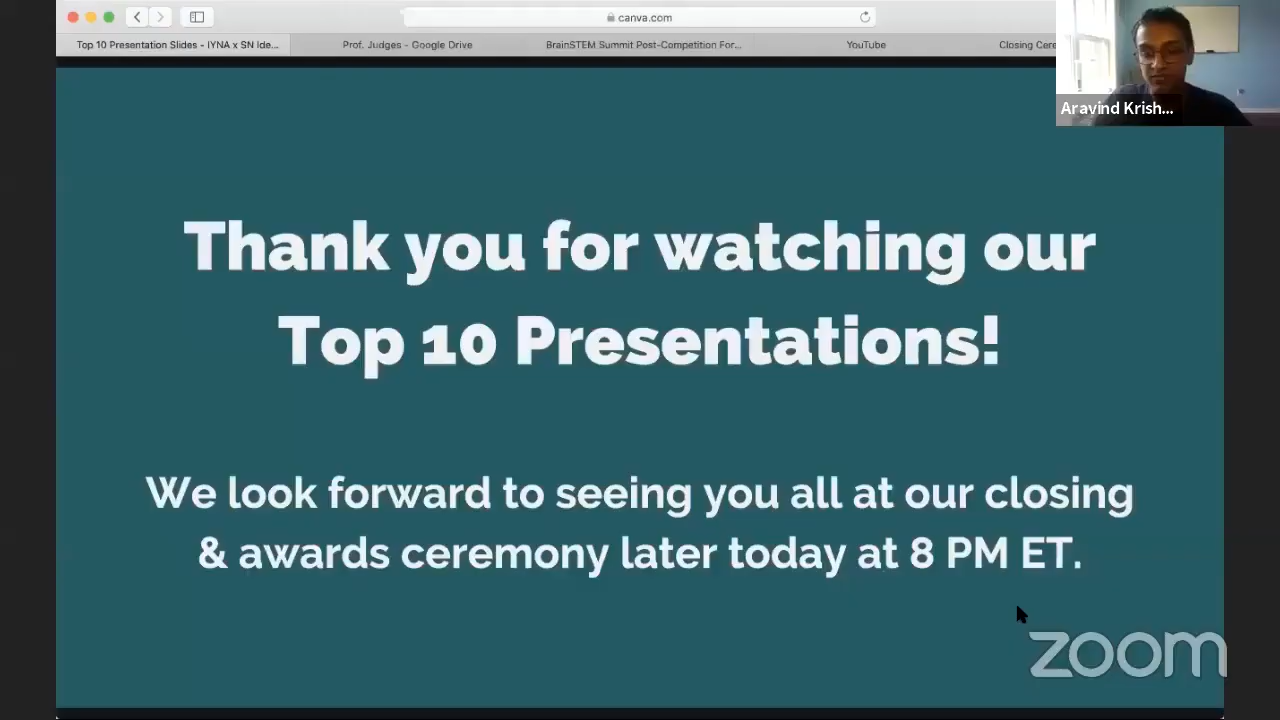 canva.com
Top 10 Presentation Slides - IYNA x SN Ide...
Prof. Judges - Google Drive
BrainSTEM Summit Post-Competition For...
YouTube
Closing Cere
Aravind Krish...
Thank you for watching our
Top 10 Presentations!
We look forward to seeing you all at our closing
& awards ceremony later today at 8 PM ET.
zoom